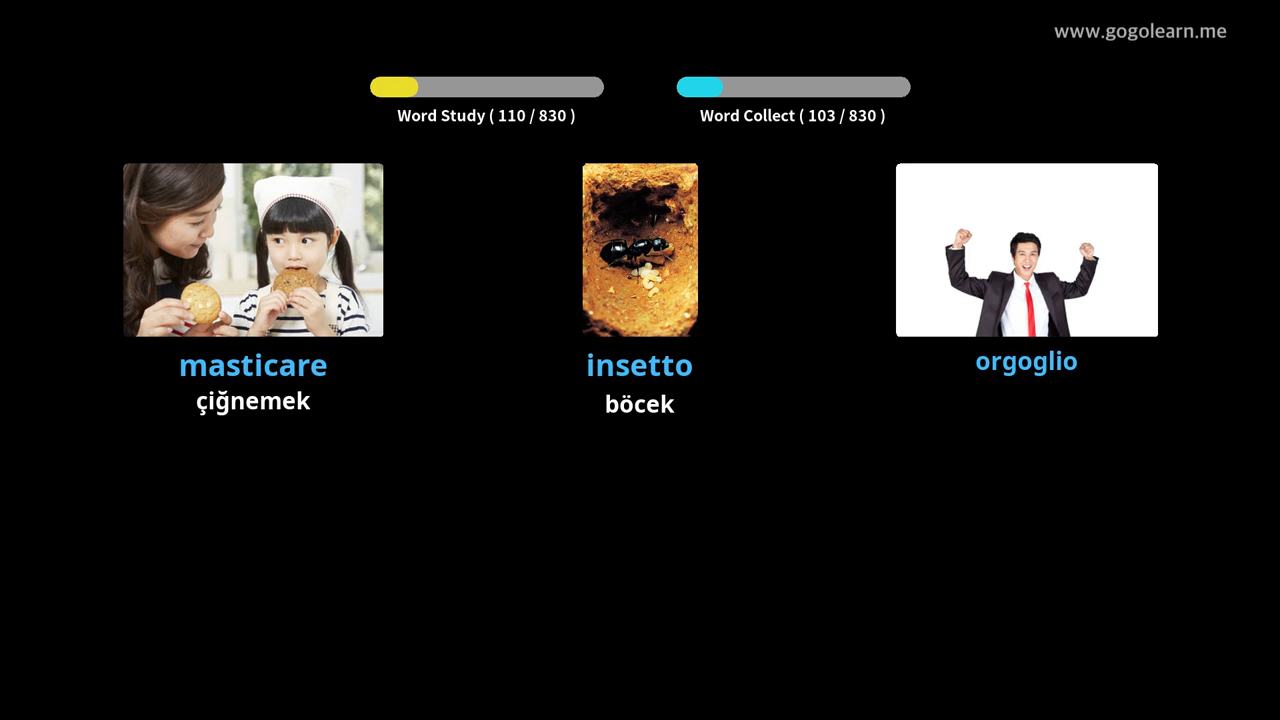 www.gogolearn.me
Word Study ( 110 / 830 )
Word Collect ( 103 / 830 )
masticare
çiğnemek
insetto
böcek
orgoglio